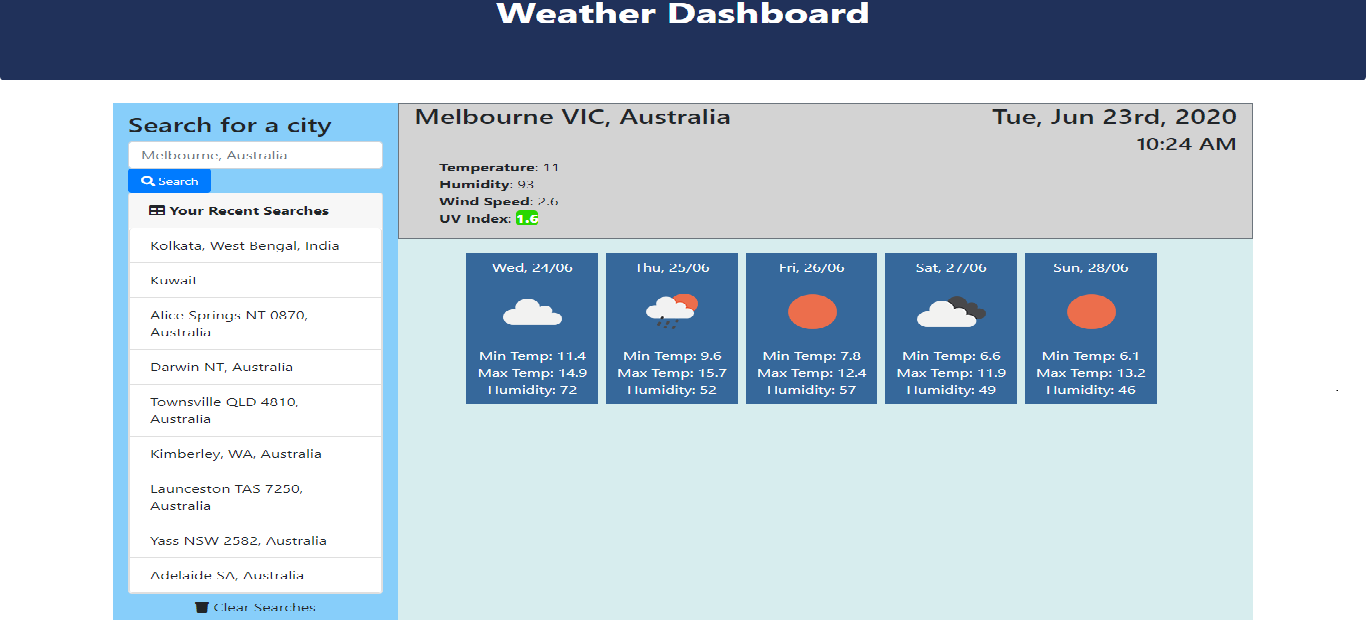 Weather Dashboard
Search for a city
Melbourne, Australia
Search
Your Recent Searches
Kolkata, West Bengal, India
Kuwait
Alice Springs NT 0870,
Australia
Darwin NT, Australia
Townsville QLD 4810,
Australia
Kimberley, WA, Australia
Launceston TAS 7250,
Australia
Yass NSW 2582, Australia
Adelaide SA, Australia
Clear Searches
Melbourne VIC, Australia
Tue, Jun 23rd, 2020
10:24 AM
Temperature: 11
Humidity: 93
Wind Speed: 2.6
UV Index: 1.6
Wed, 24/06
Min Temp: 11.4
Max Temp: 14.9
Humidity: 72
Thu, 25/06
Min Temp: 9.6
Max Temp: 15.7
Humidity: 52
Fri, 26/06
Min Temp: 7.8
Max Temp: 12.4
Humidity: 57
Sat, 27/06
Min Temp: 6.6
Max Temp: 11.9
Humidity: 49
Sun, 28/06
Min Temp: 6.1
Max Temp: 13.2
Humidity: 46